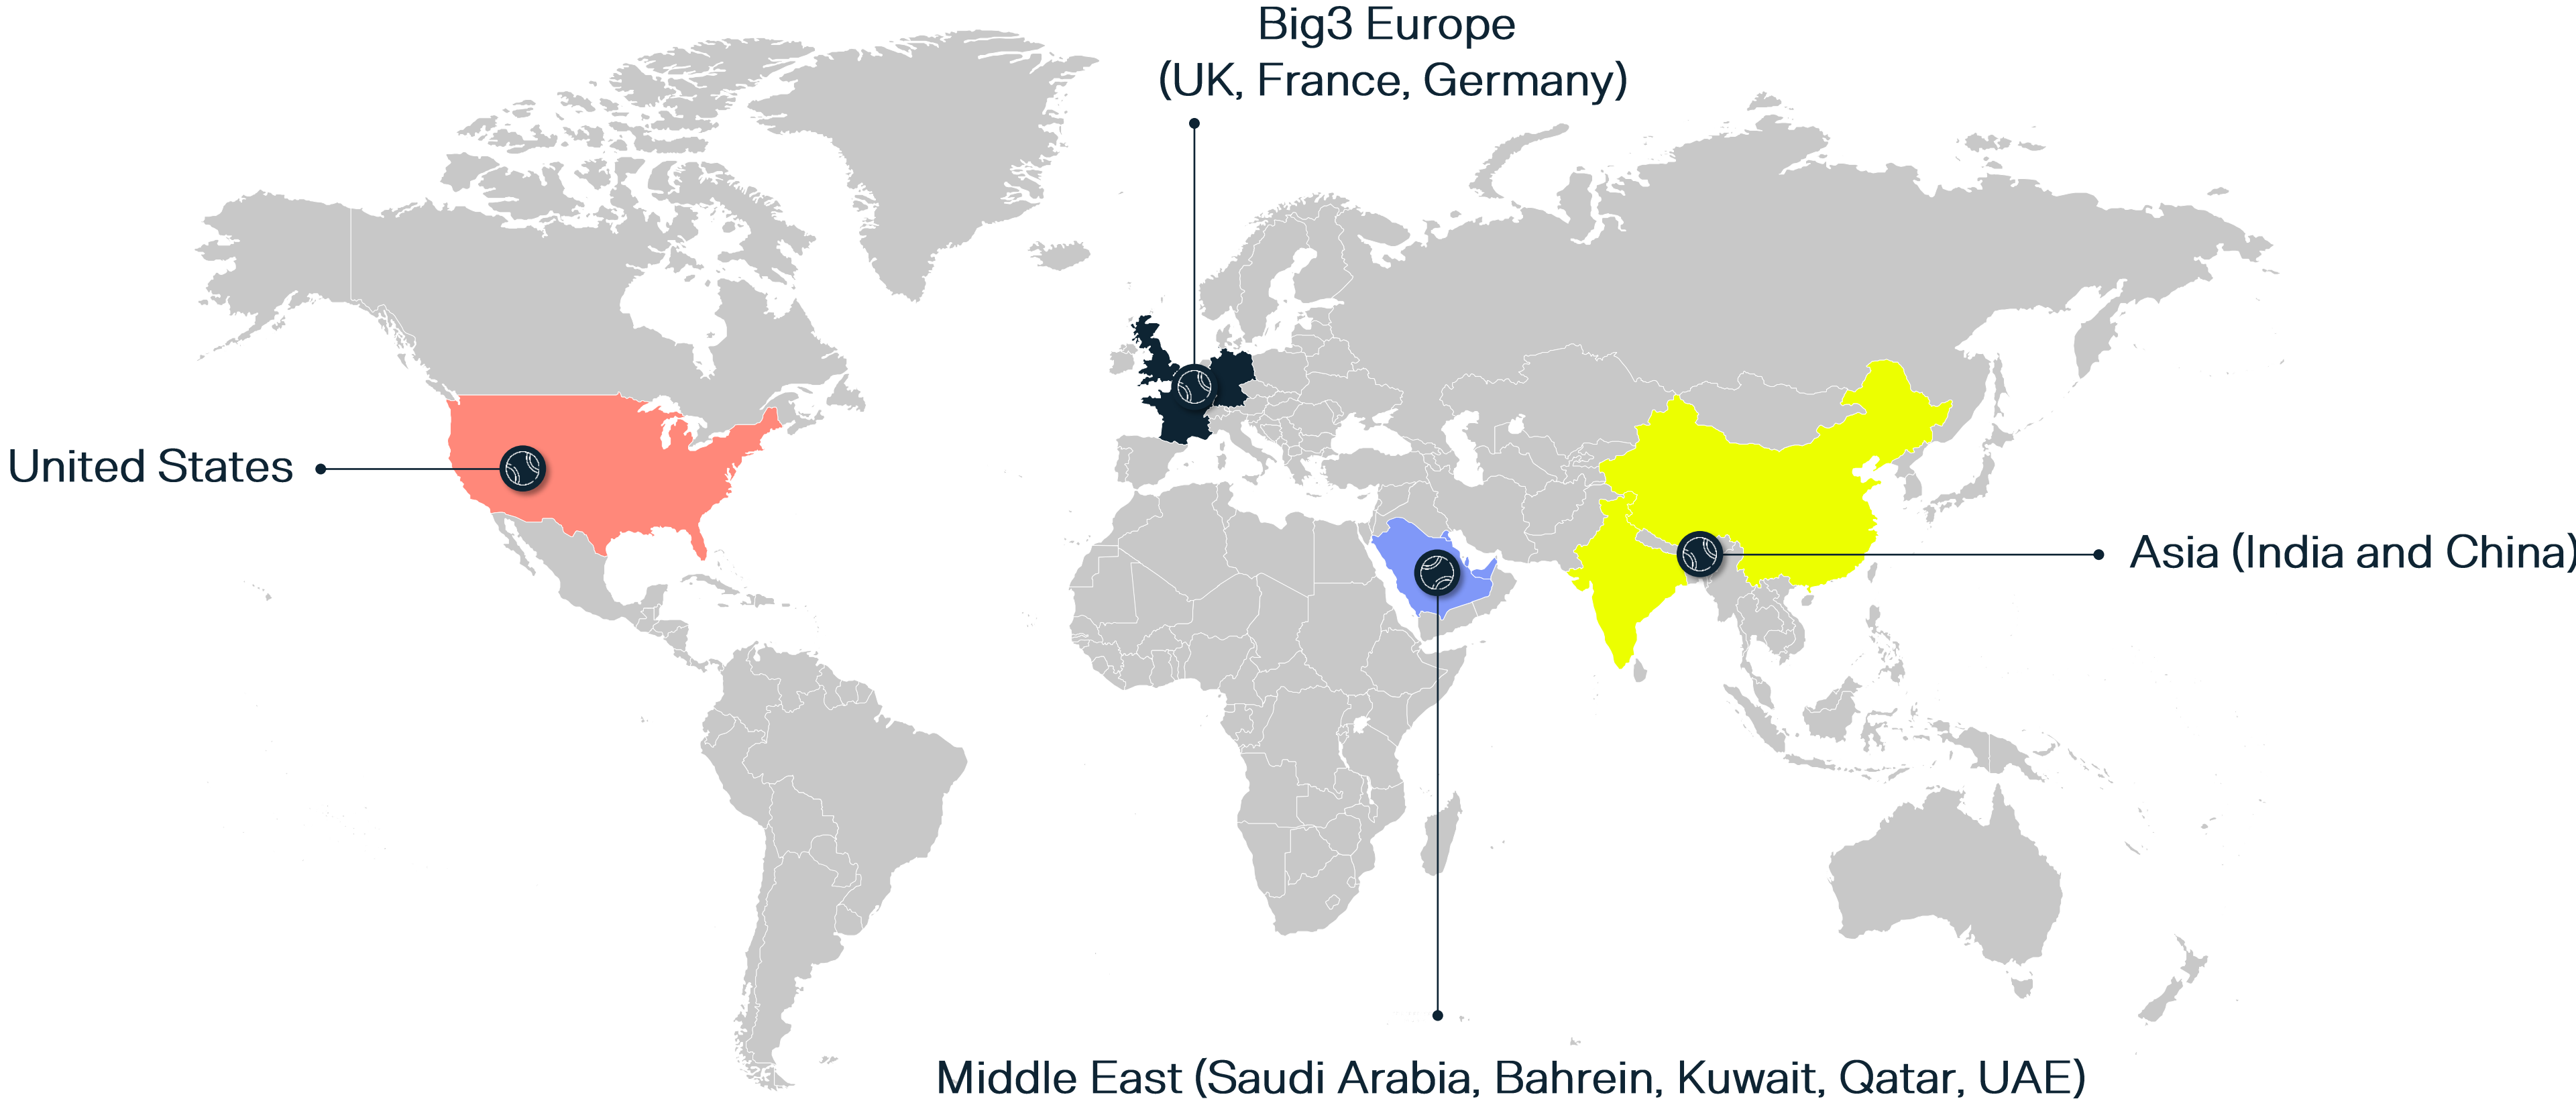 Big3 Europe
(UK, France, Germany)
United States
Asia (India and China)
Middle East (Saudi Arabia, Bahrein, Kuwait, Qatar, UAE)